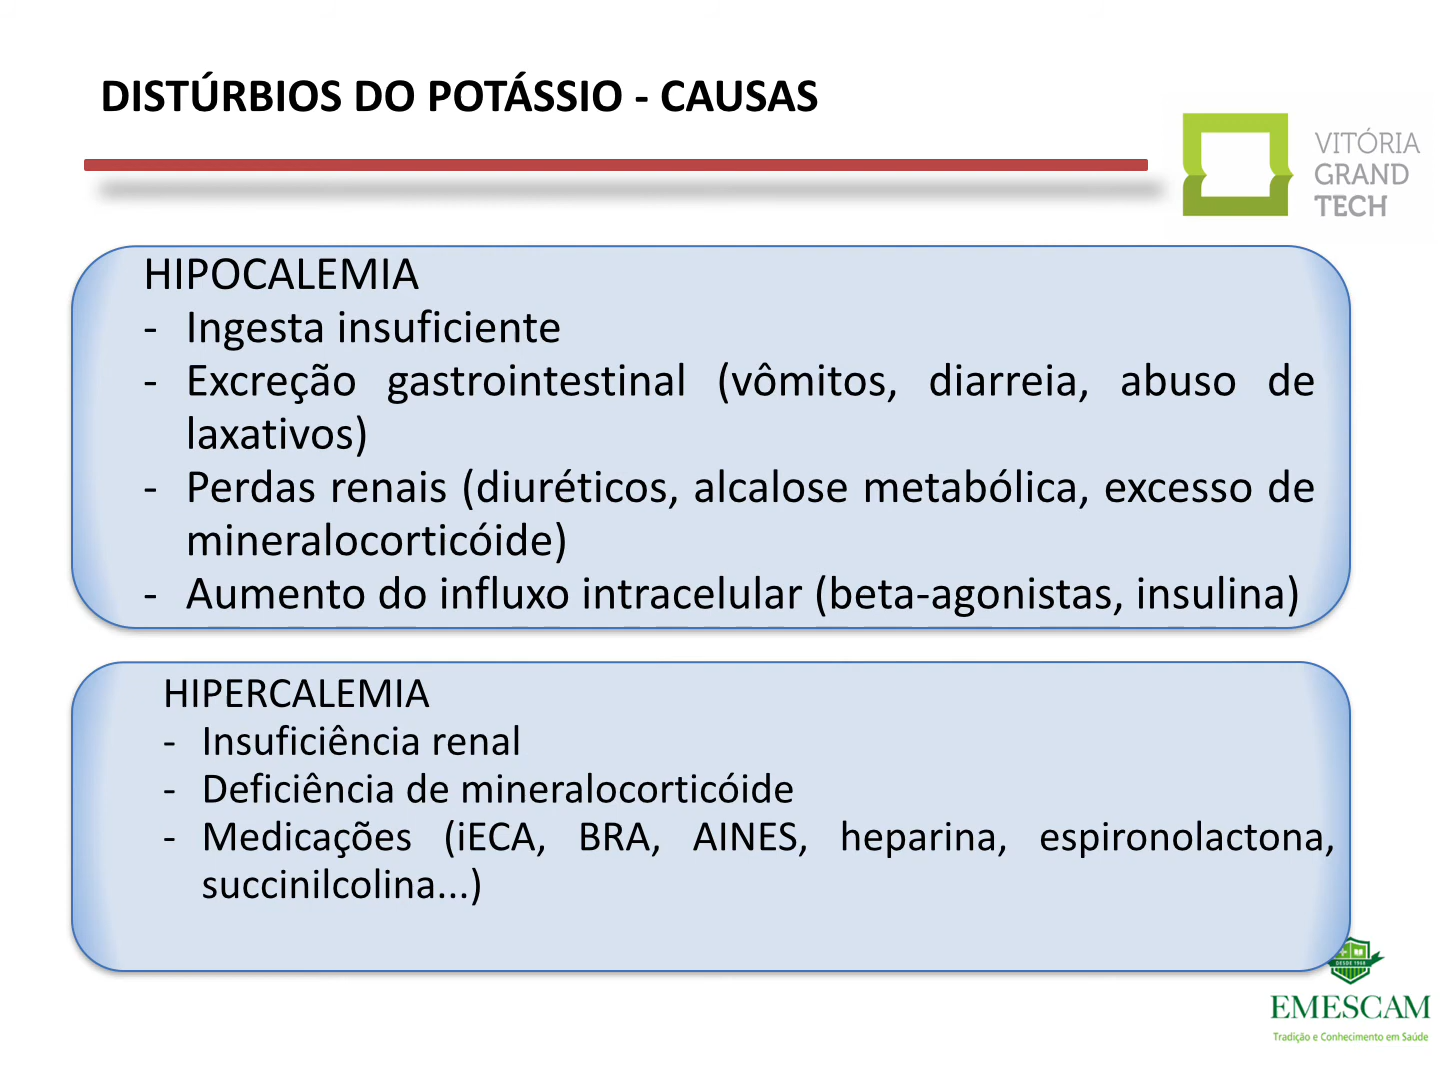 DISTÚRBIOS DO POTÁSSIO - CAUSAS
VITÓRIA
GRAND
TECH
HIPOCALEMIA
- Ingesta insuficiente
- Excreção gastrointestinal (vômitos, diarreia, abuso de
laxativos)
- Perdas renais (diuréticos, alcalose metabólica, excesso de
mineralocorticóide)
- Aumento do influxo intracelular (beta-agonistas, insulina)
HIPERCALEMIA
- Insuficiência renal
- Deficiência de mineralocorticóide
- Medicações (iECA, BRA, AINES, heparina, espironolactona,
succinilcolina...)
DESDE 1968
EMESCAM
Tradição e Conhecimento em Saúde